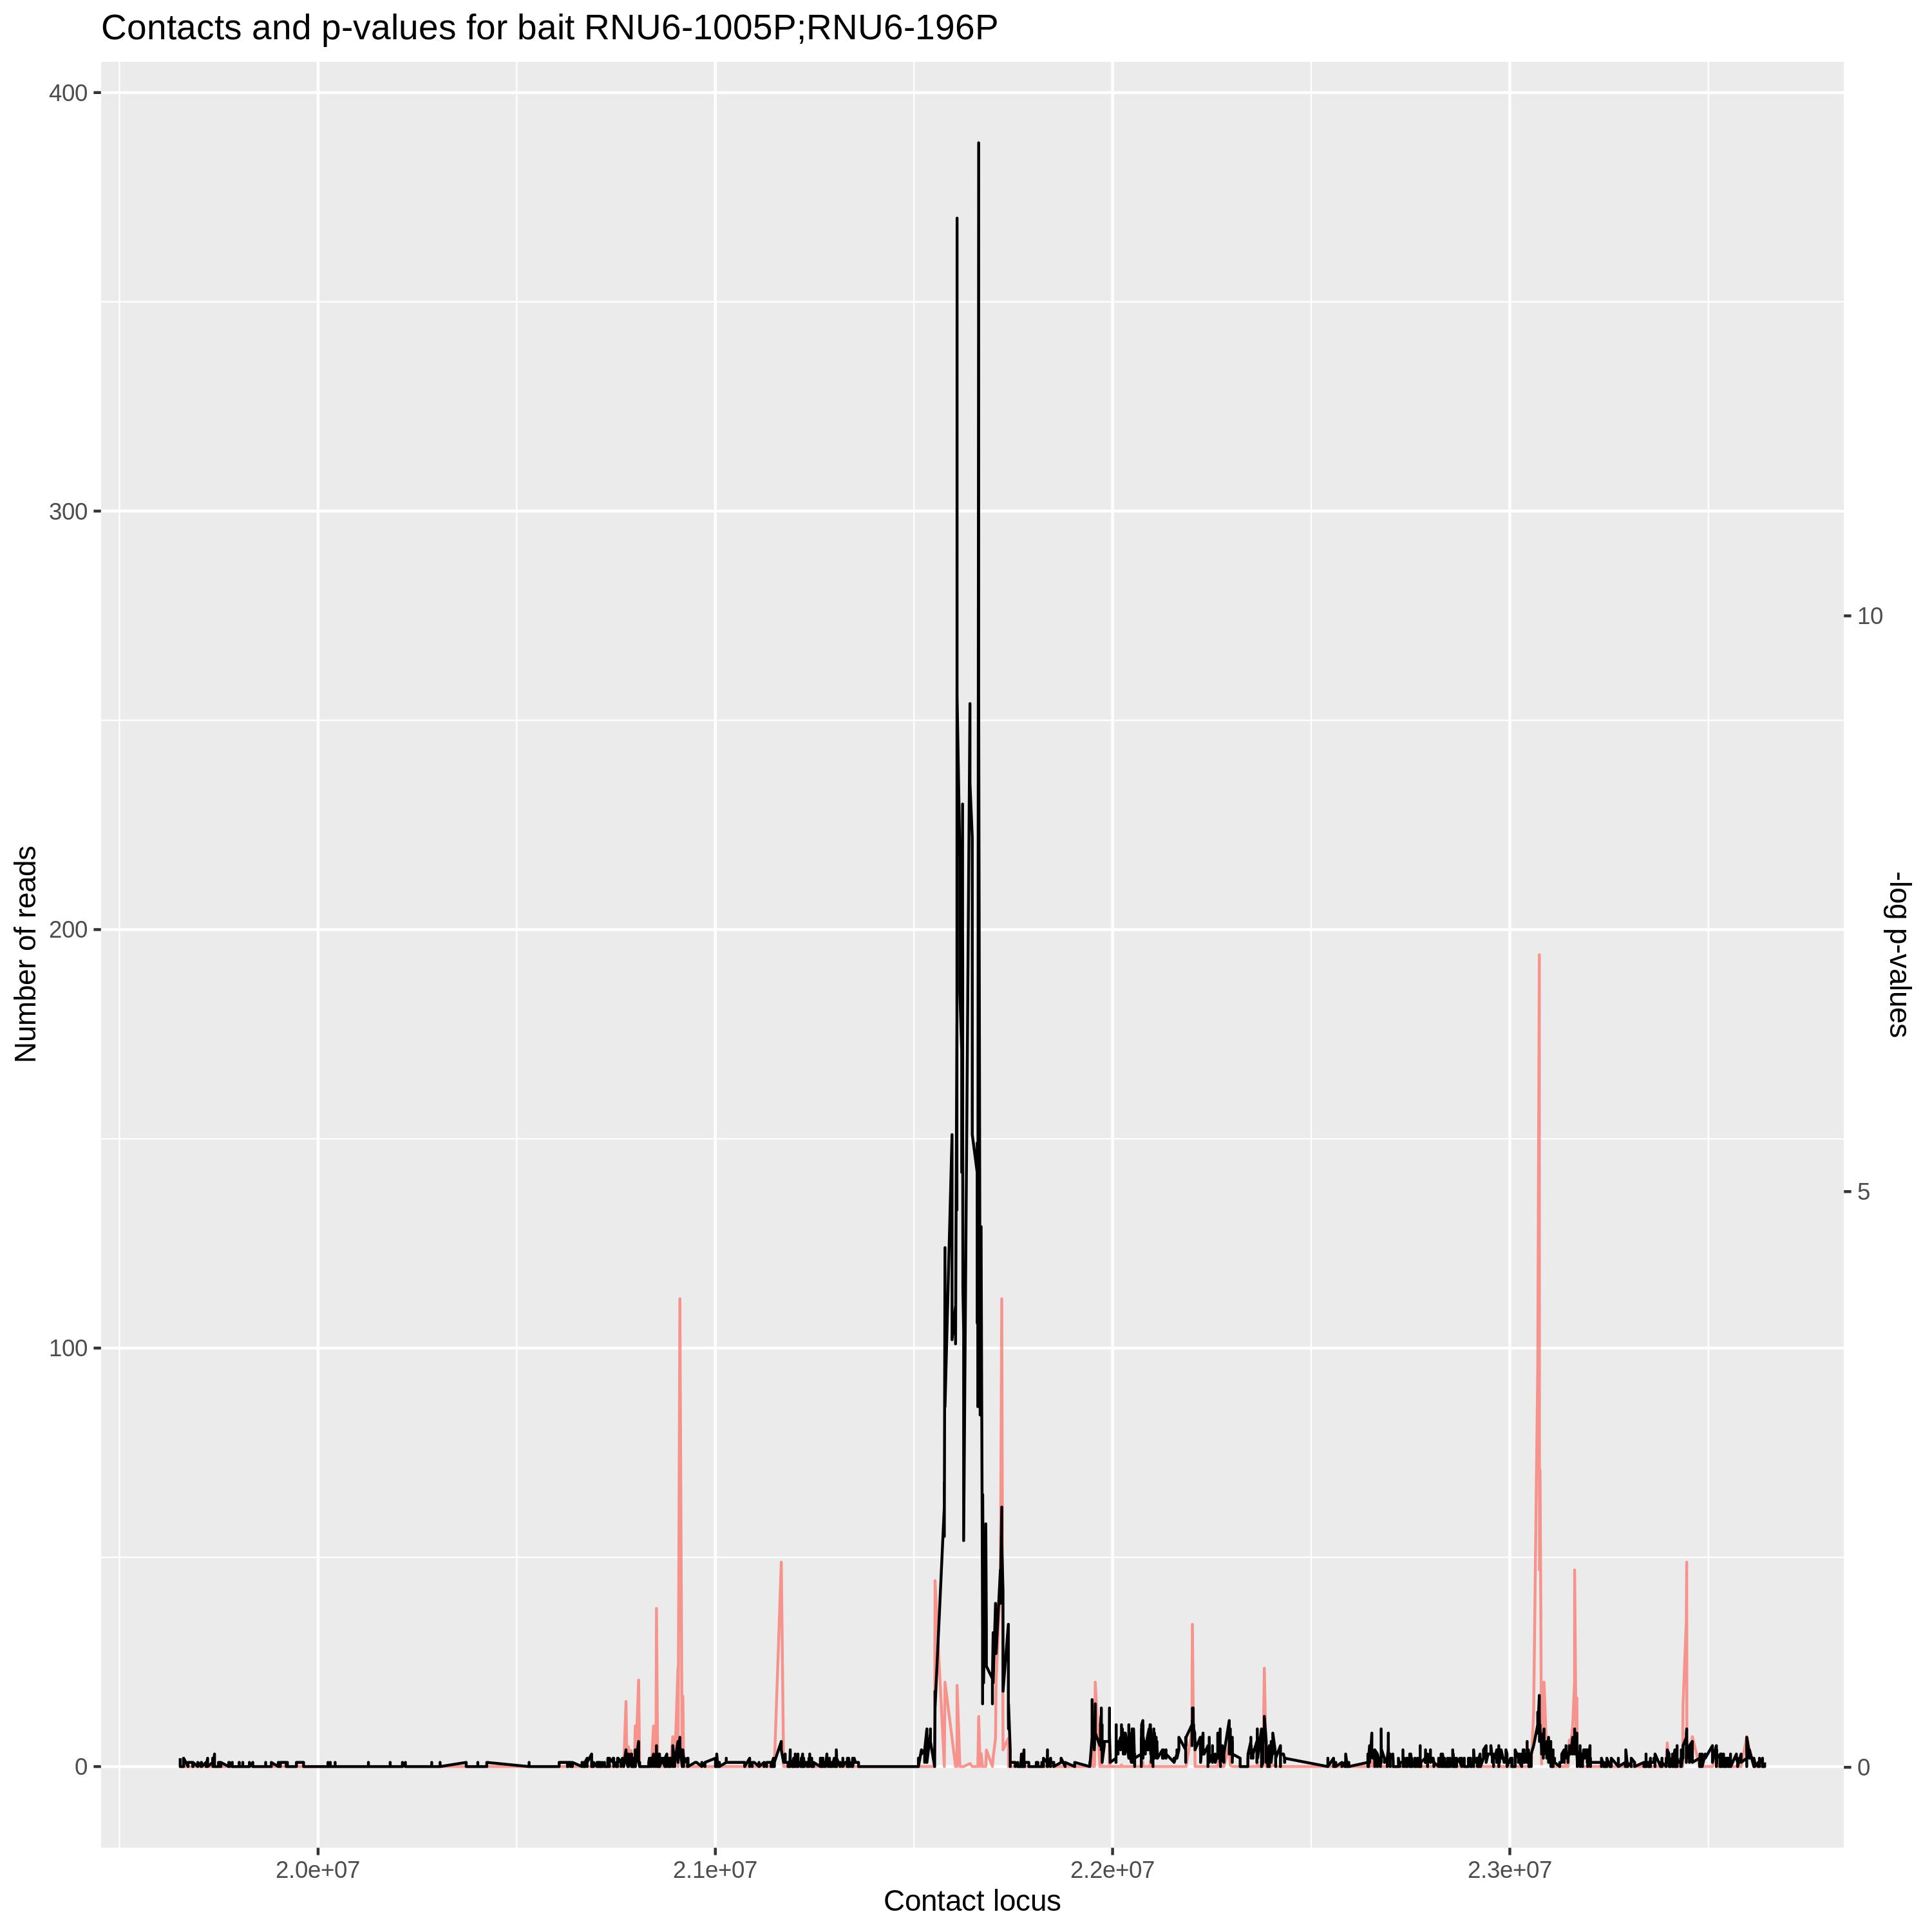 Contacts and p-values for bait RNU6-1005P;RNU6-196P
400
300
200
100
0
Number of reads
10
5
0
-log p-values
2.0e+07
2.1e+07
2.2e+07
2.3e+07
Contact locus